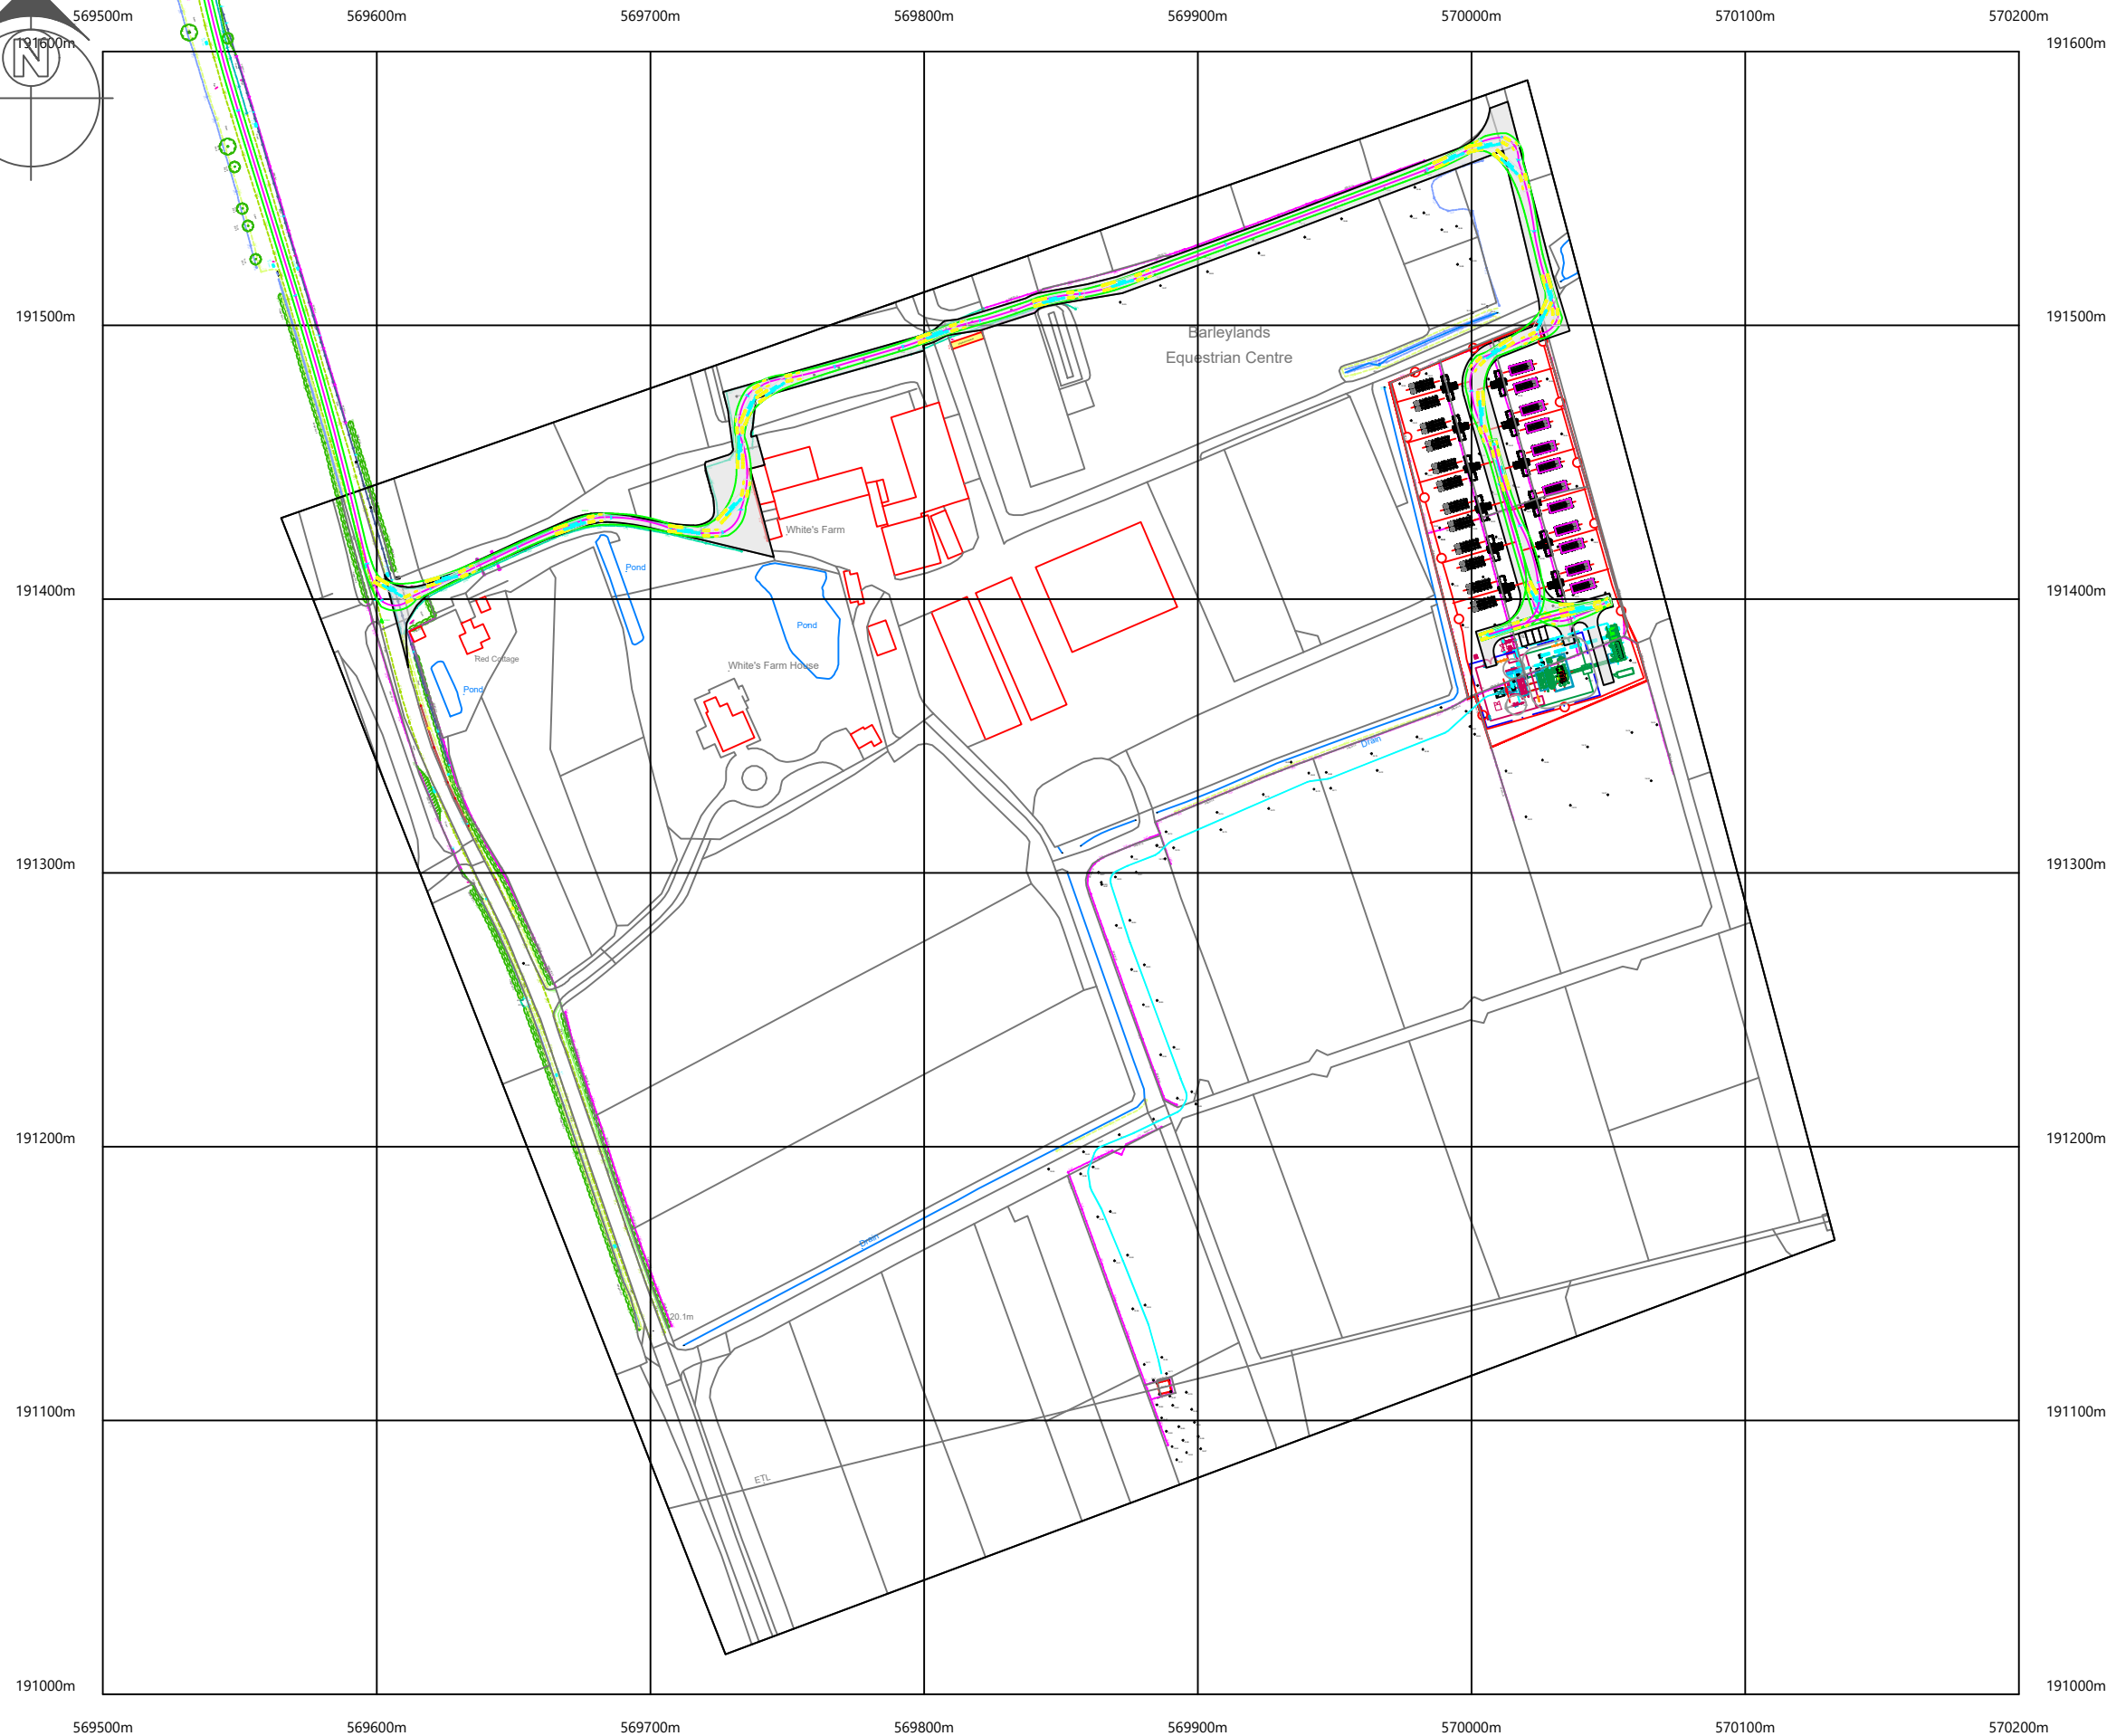 569500m
569600m
569700m
569800m
569900m
570000m
570100m
570200m
191600m
191600m
N
191500m
191500m
Barleylands
Equestrian Centre
White's Farm
Pond
191400m
191400m
Pond
Red Cottage
White's Farm House
Pond
Drain
191300m
191300m
191200m
191200m
Drain
20.1m
191100m
191100m
ETL
191000m
191000m
569500m
569600m
569700m
569800m
569900m
570000m
570100m
570200m